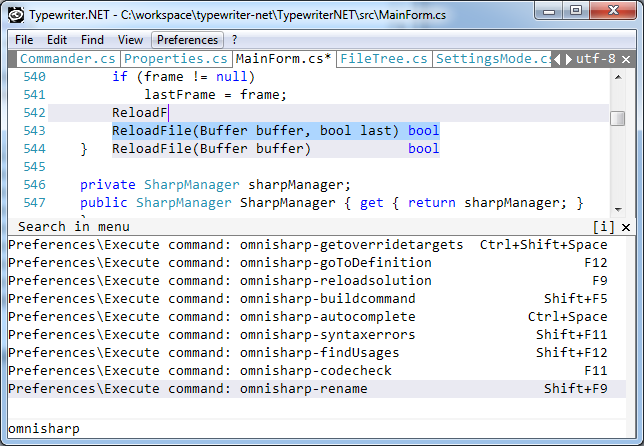 Typewriter.NET - C:\workspace\typewriter-net\TypewriterNET\src\MainForm.cs
File Edit View Preferences ?
Commander.cs Properties.cs MainForm.cs* FileTree.cs SettingsMode.cs utf-8 ×
540 if (frame != null)
541 lastFrame = frame;
542 ReloadF
543 ReloadFile(Buffer buffer, bool last) bool
544 } ReloadFile(Buffer buffer) bool
545
546 private SharpManager sharpManager;
547 public SharpManager SharpManager { get { return sharpManager; }
Search in menu [i] ×
Preferences\Execute command: omnisharp-getoverridetargets Ctrl+Shift+Space
Preferences\Execute command: omnisharp-goToDefinition F12
Preferences\Execute command: omnisharp-reloadsolution F9
Preferences\Execute command: omnisharp-buildcommand Shift+F5
Preferences\Execute command: omnisharp-autocomplete Ctrl+Space
Preferences\Execute command: omnisharp-syntaxerrors Shift+F11
Preferences\Execute command: omnisharp-findUsages Shift+F12
Preferences\Execute command: omnisharp-codecheck F11
Preferences\Execute command: omnisharp-rename Shift+F9
omnisharp